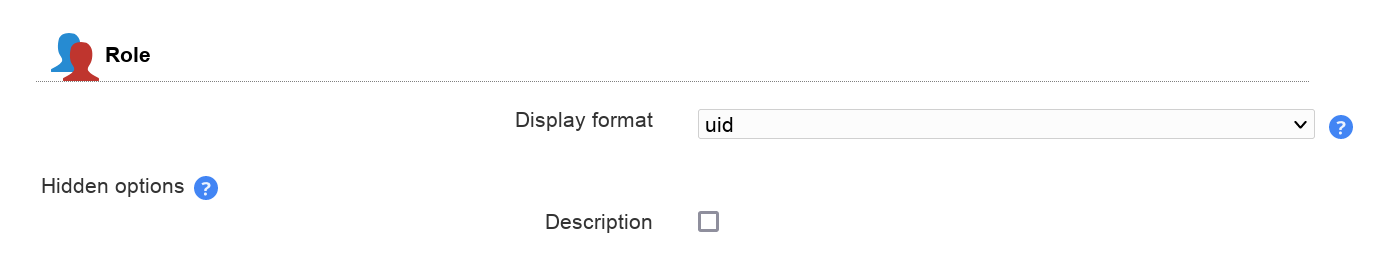 Role
Display format
uid
?
Hidden options ?
Description